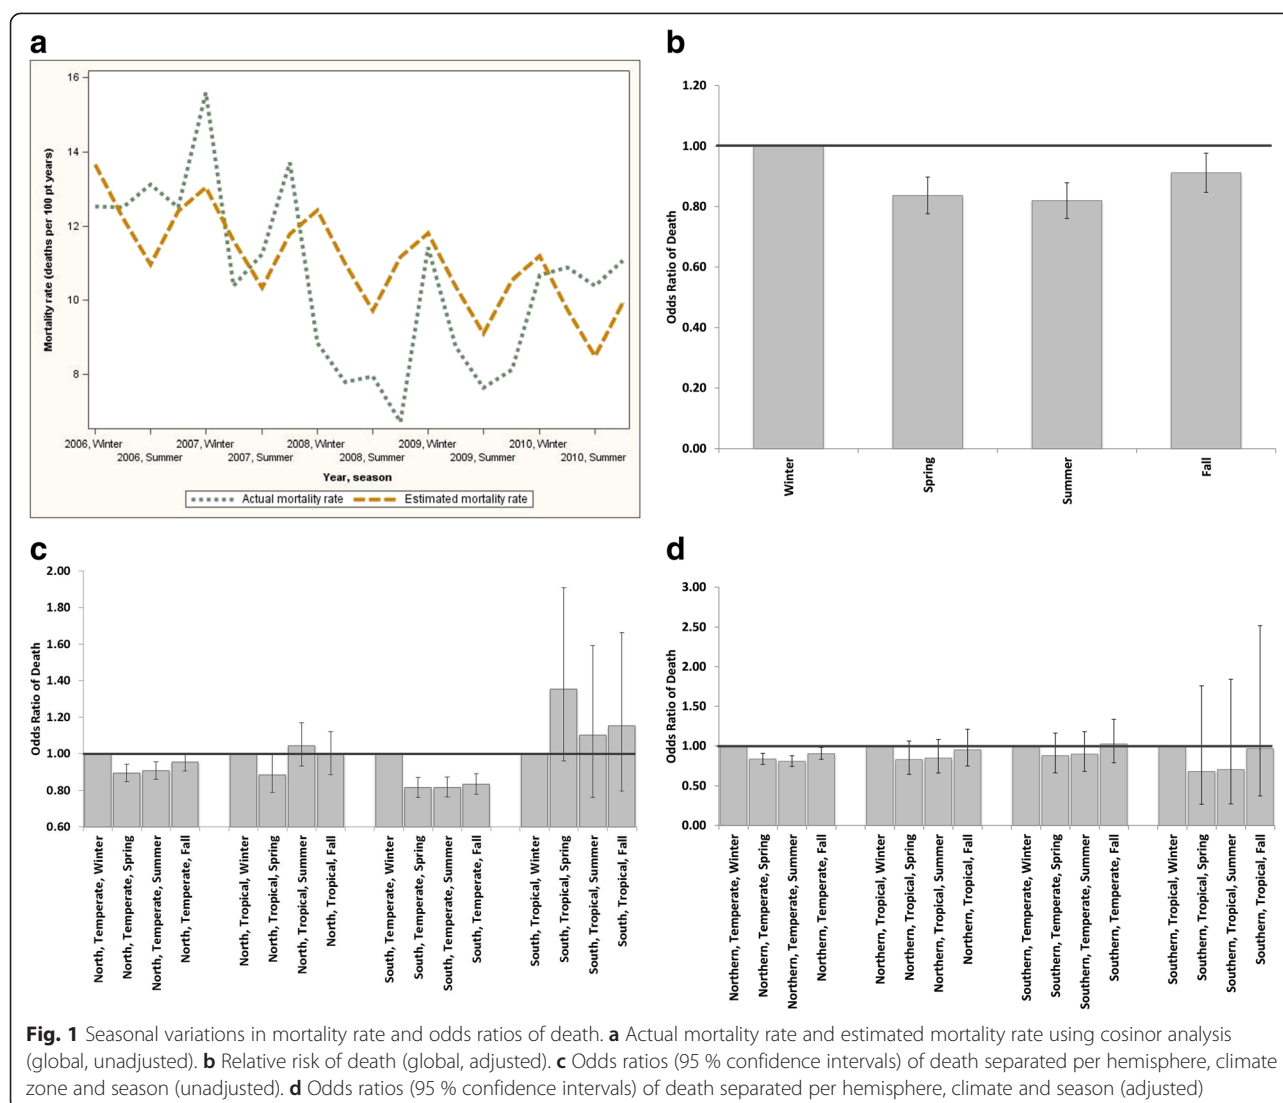 a
16
14
12
10
8
Mortality rate (deaths per 100 pt years)
2006, Winter
2007, Winter
2008, Winter
2009, Winter
2010, Winter
2006, Summer
2007, Summer
2008, Summer
2009, Summer
2010, Summer
Year, season
Actual mortality rate
Estimated mortality rate
b
1.20
1.00
0.80
0.60
0.40
0.20
0.00
Odds Ratio of Death
Winter
Spring
Summer
Fall
c
2.00
1.80
1.60
1.40
1.20
1.00
0.80
0.60
Odds Ratio of Death
North, Temperate, Winter
North, Temperate, Spring
North, Temperate, Summer
North, Temperate, Fall
North, Tropical, Winter
North, Tropical, Spring
North, Tropical, Summer
North, Tropical, Fall
South, Temperate, Winter
South, Temperate, Spring
South, Temperate, Summer
South, Temperate, Fall
South, Tropical, Winter
South, Tropical, Spring
South, Tropical, Summer
South, Tropical, Fall
d
3.00
2.50
2.00
1.50
1.00
0.50
0.00
Odds Ratio of Death
Northern, Temperate, Winter
Northern, Temperate, Spring
Northern, Temperate, Summer
Northern, Temperate, Fall
Northern, Tropical, Winter
Northern, Tropical, Spring
Northern, Tropical, Summer
Northern, Tropical, Fall
Southern, Temperate, Winter
Southern, Temperate, Spring
Southern, Temperate, Summer
Southern, Temperate, Fall
Southern, Tropical, Winter
Southern, Tropical, Spring
Southern, Tropical, Summer
Southern, Tropical, Fall
Fig. 1 Seasonal variations in mortality rate and odds ratios of death. a Actual mortality rate and estimated mortality rate using cosinor analysis
(global, unadjusted). b Relative risk of death (global, adjusted). c Odds ratios (95 % confidence intervals) of death separated per hemisphere, climate
zone and season (unadjusted). d Odds ratios (95 % confidence intervals) of death separated per hemisphere, climate and season (adjusted)